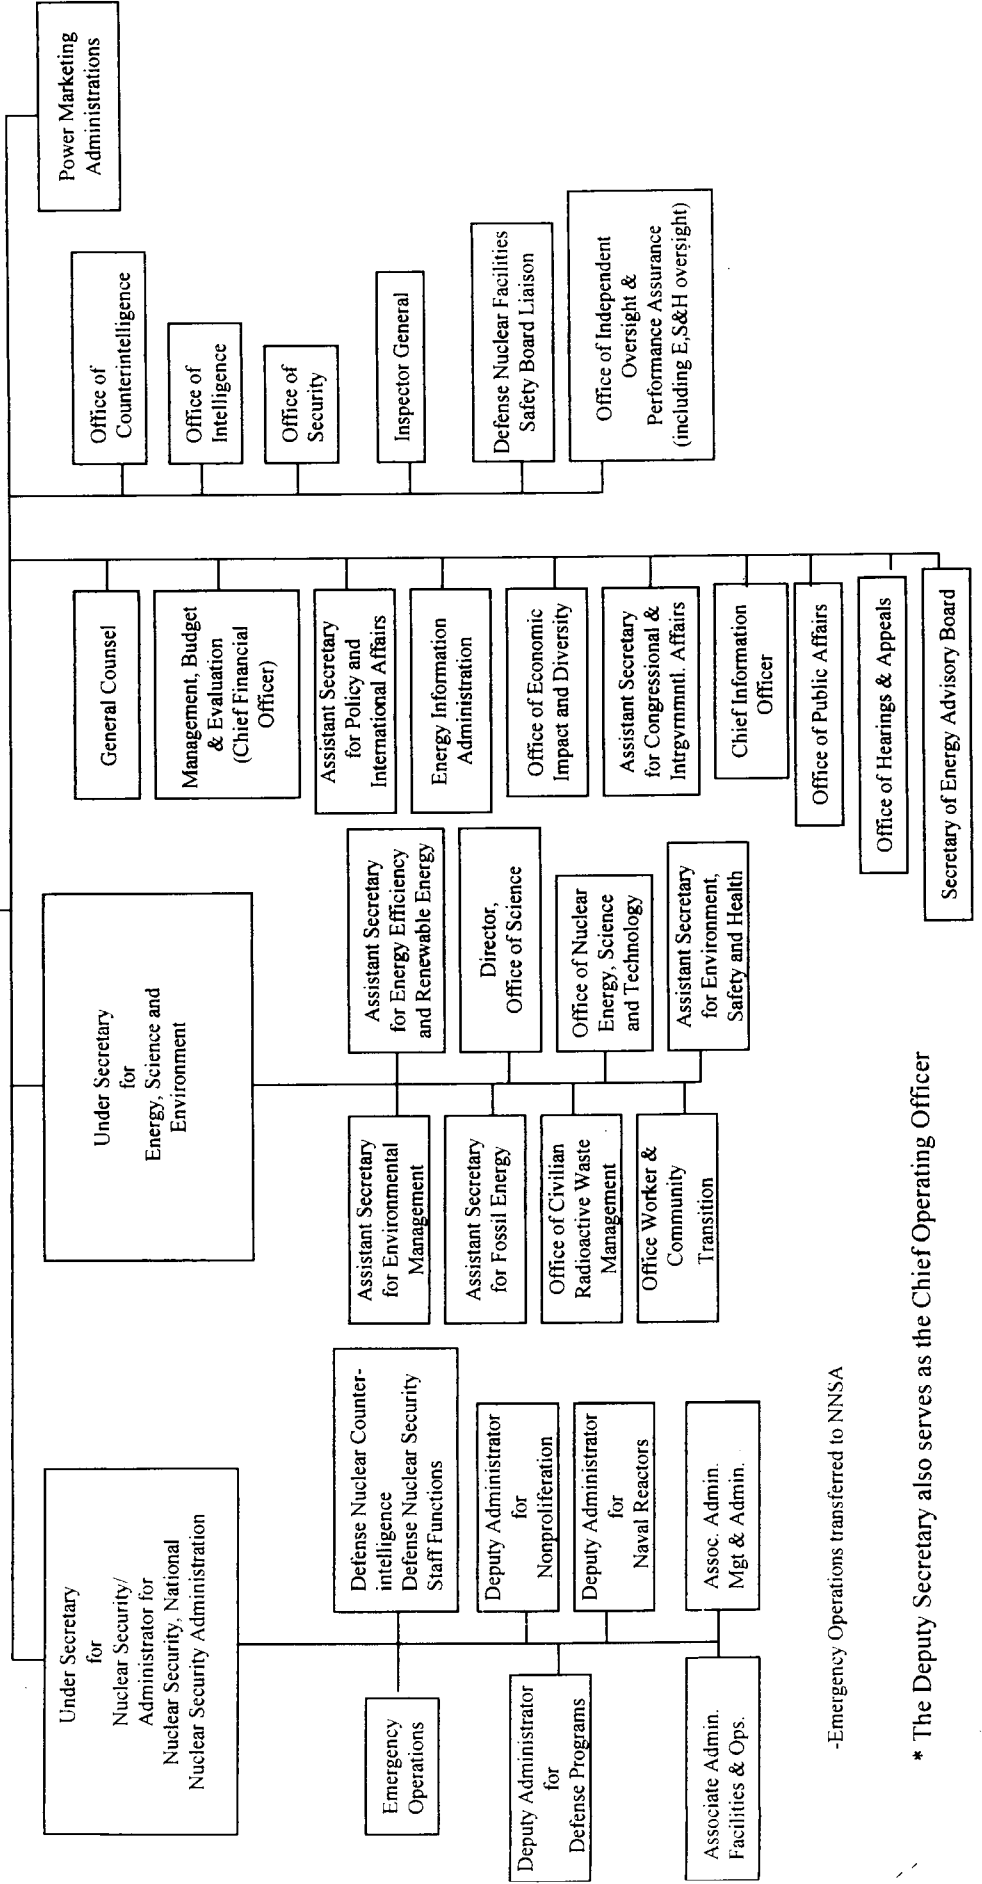 Under Secretary
for
Nuclear Security/
Administrator for
Nuclear Security, National
Nuclear Security Administration
Emergency
Operations
Defense Nuclear Counter-
intelligence
Defense Nuclear Security
Staff Functions
Deputy Administrator
for
Defense Programs
Deputy Administrator
for
Nonproliferation
Deputy Administrator
for
Naval Reactors
Associate Admin.
Facilities & Ops.
Assoc. Admin.
Mgt & Admin.
Under Secretary
for
Energy, Science and
Environment
Assistant Secretary
for Environmental
Management
Assistant Secretary
for Energy Efficiency
and Renewable Energy
Assistant Secretary
for Fossil Energy
Director,
Office of Science
Office of Civilian
Radioactive Waste
Management
Office of Nuclear
Energy, Science
and Technology
Office Worker &
Community
Transition
Assistant Secretary
for Environment,
Safety and Health
General Counsel
Management, Budget
& Evaluation
(Chief Financial
Officer)
Assistant Secretary
for Policy and
International Affairs
Energy Information
Administration
Office of Economic
Impact and Diversity
Assistant Secretary
for Congressional &
Intrgvrnmntl. Affairs
Chief Information
Officer
Office of Public Affairs
Office of Hearings & Appeals
Secretary of Energy Advisory Board
Office of
Counterintelligence
Office of
Intelligence
Office of
Security
Inspector General
Defense Nuclear Facilities
Safety Board Liaison
Office of Independent
Oversight &
Performance Assurance
(including E,S&H oversight)
Power Marketing
Administrations
-Emergency Operations transferred to NNSA
* The Deputy Secretary also serves as the Chief Operating Officer